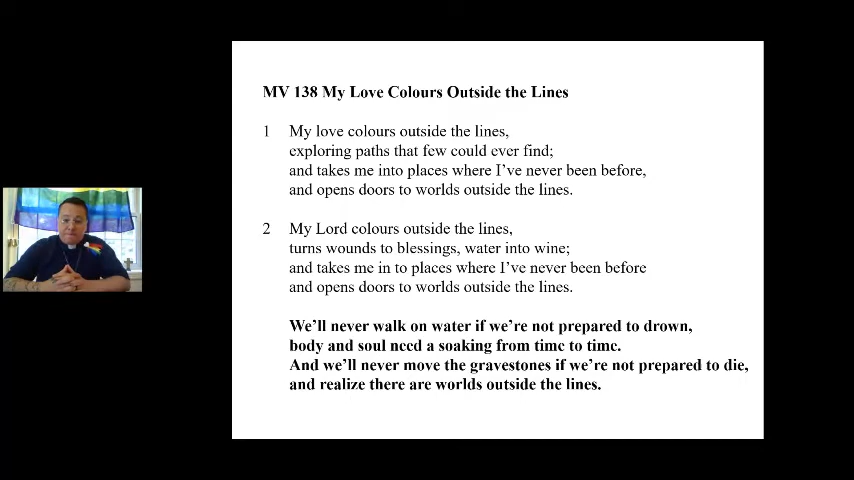 MV 138 My Love Colours Outside the Lines
1 My love colours outside the lines,
exploring paths that few could ever find;
and takes me into places where I’ve never been before,
and opens doors to worlds outside the lines.
2 My Lord colours outside the lines,
turns wounds to blessings, water into wine;
and takes me in to places where I’ve never been before
and opens doors to worlds outside the lines.
We’ll never walk on water if we’re not prepared to drown,
body and soul need a soaking from time to time.
And we’ll never move the gravestones if we’re not prepared to die,
and realize there are worlds outside the lines.